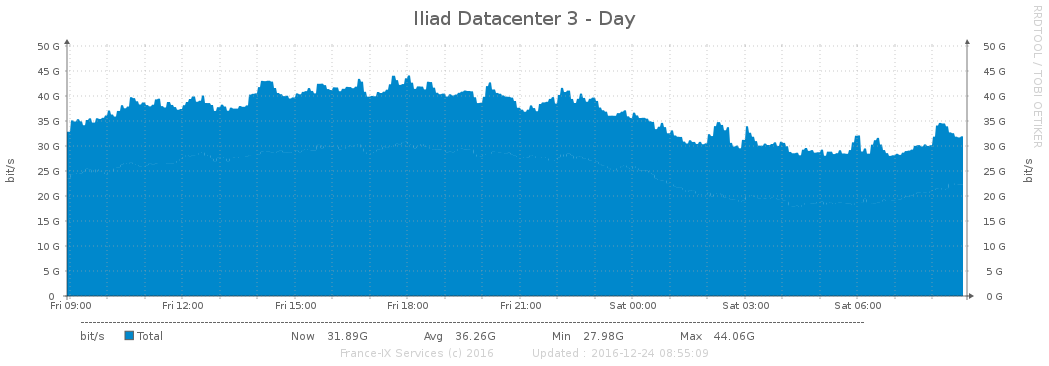 Iliad Datacenter 3 - Day
RRDTOOL / TOBI OETIKER
50 G 50 G
45 G 45 G
40 G 40 G
35 G 35 G
30 G 30 G
25 G 25 G
20 G 20 G
15 G 15 G
10 G 10 G
5 G 5 G
0 0 G
bit/s bit/s
Fri 09:00 Fri 12:00 Fri 15:00 Fri 18:00 Fri 21:00 Sat 00:00 Sat 03:00 Sat 06:00
bit/s Total Now 31.89G Avg 36.26G Min 27.98G Max 44.06G
France-IX Services (c) 2016 Updated : 2016-12-24 08:55:09